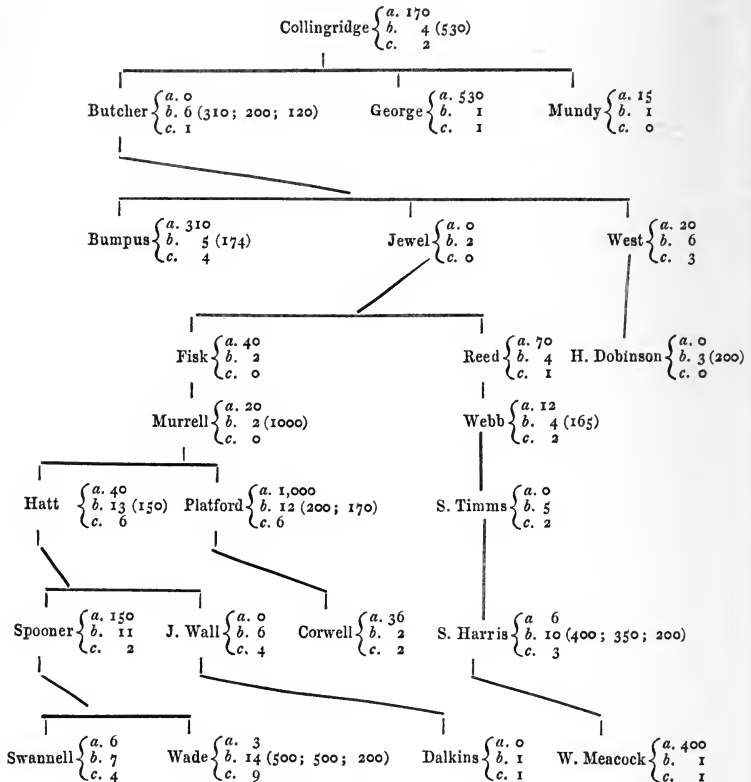 a. 170
Collingridge b. 4 (530)
c. 2
a. 0 a. 530 a. 15
Butcher b. 6 (310; 200; 120) George b. 1 Mundy b. 1
c. 1 c. 1 c. 0
a. 310 a. 0 a. 20
Bumpus b. 5 (174) Jewel b. 2 West b. 6
c. 4 c. 0 c. 3
a. 40 a. 70 a. 0
Fisk b. 2 Reed b. 4 H. Dobinson b. 3 (200)
c. 0 c. 1 c. 0
a. 20 a. 12
Murrell b. 2 (1000) Webb b. 4 (165)
c. 0 c. 2
a. 40 a. 1,000 a. 0
Hatt b. 13 (150) Platford b. 12 (200; 170) S. Timms b. 5
c. 6 c. 6 c. 2
a. 150 a. 0 a. 36 a 6
Spooner b. 11 J. Wall b. 6 Corwell b. 2 S. Harris b. 10 (400; 350; 200)
c. 2 c. 4 c. 2 c. 3
a. 6 a. 3 a. 0 a. 400
Swannell b. 7 Wade b. 14 (500; 500; 200) Dalkins b. 1 W. Meacock b. 1
c. 4 c. 9 c. 1 c. 1